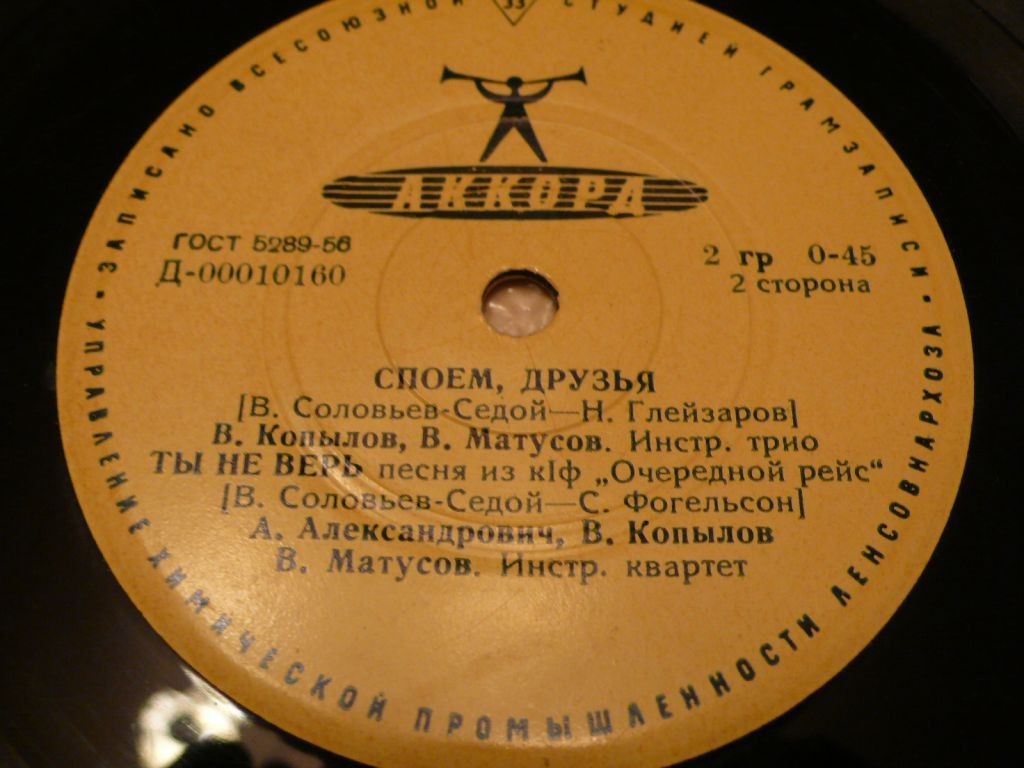 ЗАПИСАНО ВСЕСОЮЗНОЙ СТУДИЕЙ ГРАМЗАПИСИ •
33
АККОРД
ГОСТ 5289-56
Д-00010160
2 гр 0-45
2 сторона
СПОЕМ, ДРУЗЬЯ
[В. Соловьев-Седой—Н. Глейзаров]
В. Копылов, В. Матусов. Инстр. трио
ТЫ НЕ ВЕРЬ песня из к/ф „Очередной рейс“
[В. Соловьев-Седой—С. Фогельсон]
А. Александрович, В. Копылов
В. Матусов. Инстр. квартет
УПРАВЛЕНИЕ ХИМИЧЕСКОЙ ПРОМЫШЛЕННОСТИ ЛЕНСОВНАРХОЗА •